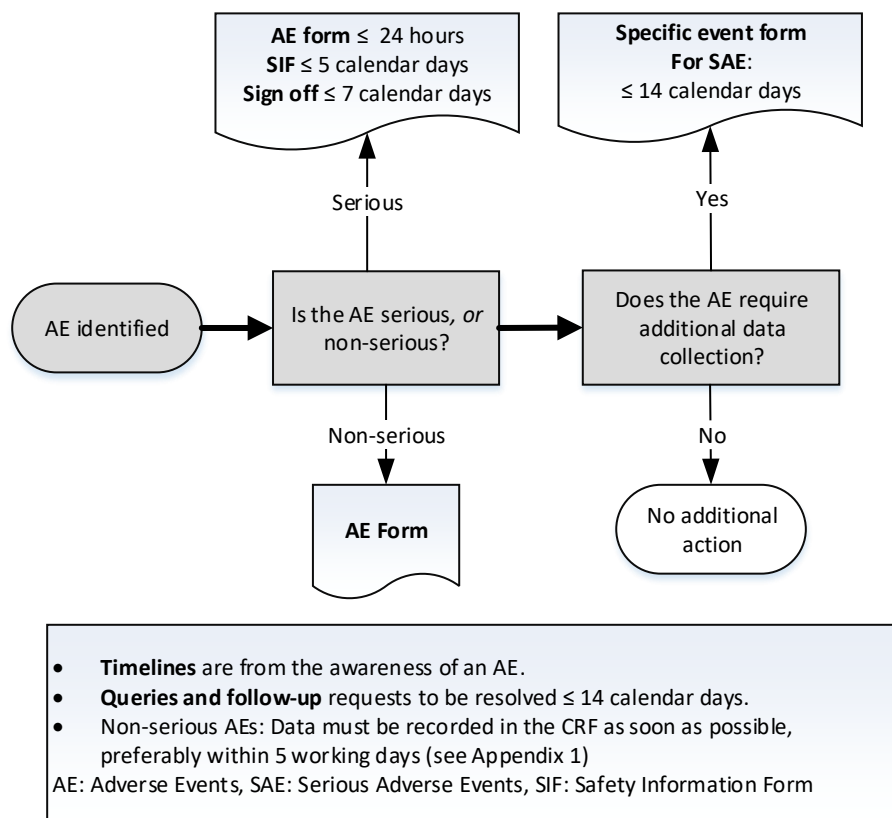 AE form ≤ 24 hours
SIF ≤ 5 calendar days
Sign off ≤ 7 calendar days
Specific event form
For SAE:
≤ 14 calendar days
Serious
Yes
AE identified
Is the AE serious, or
non-serious?
Does the AE require
additional data
collection?
Non-serious
No
AE Form
No additional
action
• Timelines are from the awareness of an AE.
• Queries and follow-up requests to be resolved ≤ 14 calendar days.
• Non-serious AEs: Data must be recorded in the CRF as soon as possible,
preferably within 5 working days (see Appendix 1)
AE: Adverse Events, SAE: Serious Adverse Events, SIF: Safety Information Form